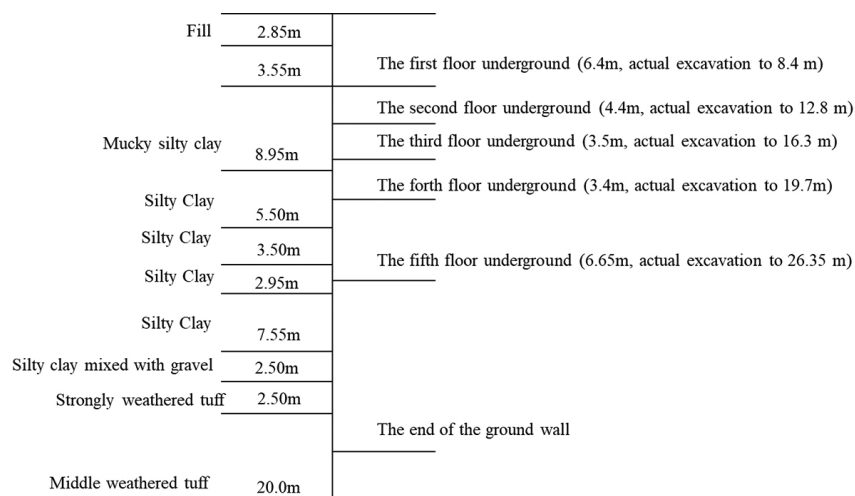 Fill
2.85m
3.55m
The first floor underground (6.4m, actual excavation to 8.4 m)
The second floor underground (4.4m, actual excavation to 12.8 m)
Mucky silty clay
8.95m
The third floor underground (3.5m, actual excavation to 16.3 m)
The forth floor underground (3.4m, actual excavation to 19.7m)
Silty Clay
5.50m
Silty Clay
3.50m
The fifth floor underground (6.65m, actual excavation to 26.35 m)
Silty Clay
2.95m
Silty Clay
7.55m
Silty clay mixed with gravel
2.50m
Strongly weathered tuff
2.50m
The end of the ground wall
Middle weathered tuff
20.0m